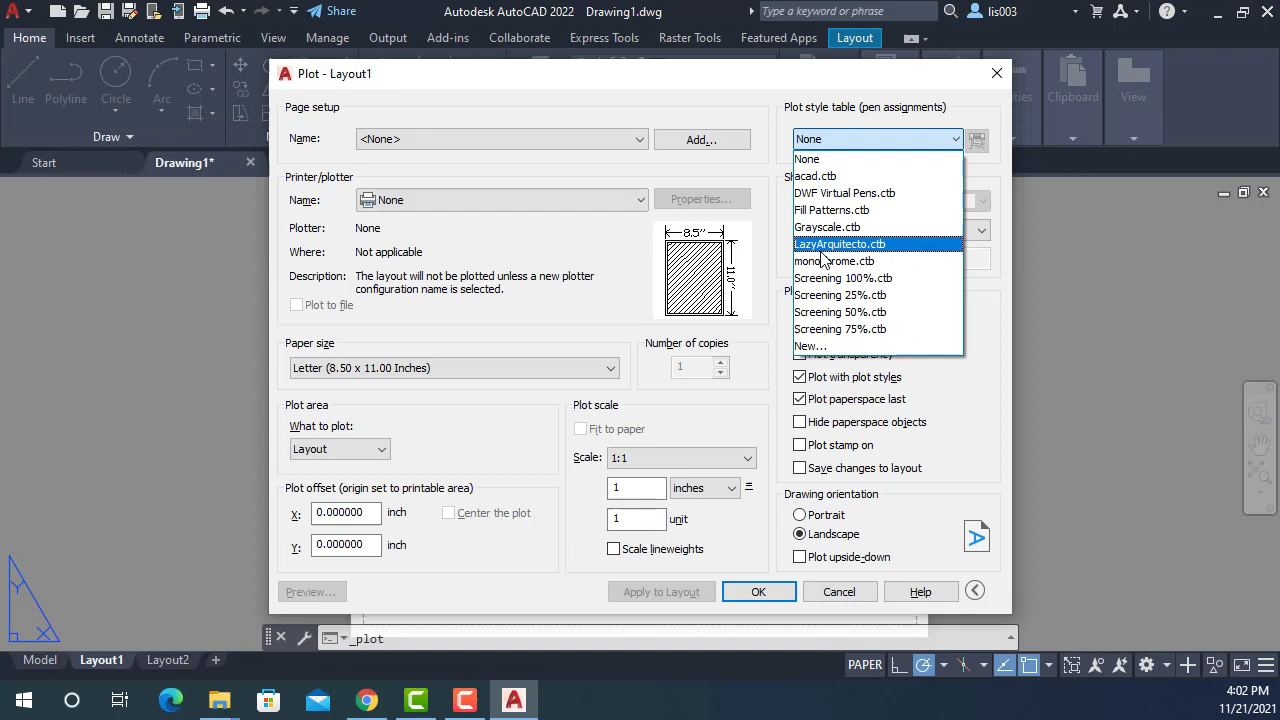 Share
Autodesk AutoCAD 2022 Drawing1.dwg
Type a keyword or phrase
lis003
Home
Insert
Annotate
Parametric
View
Manage
Output
Add-ins
Collaborate
Express Tools
Raster Tools
Featured Apps
Layout
Line
Polyline
Circle
Arc
Clipboard
View
Draw
Start
Drawing1*
Plot - Layout1
Page setup
Name:
<None>
Add...
Printer/plotter
Name:
None
Properties...
Plotter:
None
Where:
Not applicable
Description:
The layout will not be plotted unless a new plotter
configuration name is selected.
Plot to file
8.5"
11.0"
Paper size
Letter (8.50 x 11.00 Inches)
Number of copies
1
Plot area
What to plot:
Layout
Plot offset (origin set to printable area)
X:
0.000000
inch
Center the plot
Y:
0.000000
inch
Plot scale
Fit to paper
Scale:
1:1
1
inches
=
1
unit
Scale lineweights
Plot style table (pen assignments)
None
None
acad.ctb
DWF Virtual Pens.ctb
Fill Patterns.ctb
Grayscale.ctb
LazyArquitecto.ctb
monochrome.ctb
Screening 100%.ctb
Screening 25%.ctb
Screening 50%.ctb
Screening 75%.ctb
New...
Plot with plot styles
Plot paperspace last
Hide paperspace objects
Plot stamp on
Save changes to layout
Drawing orientation
Portrait
Landscape
Plot upside-down
A
Preview...
Apply to Layout
OK
Cancel
Help
Y
X
_plot
Model
Layout1
Layout2
PAPER
4:02 PM
11/21/2021